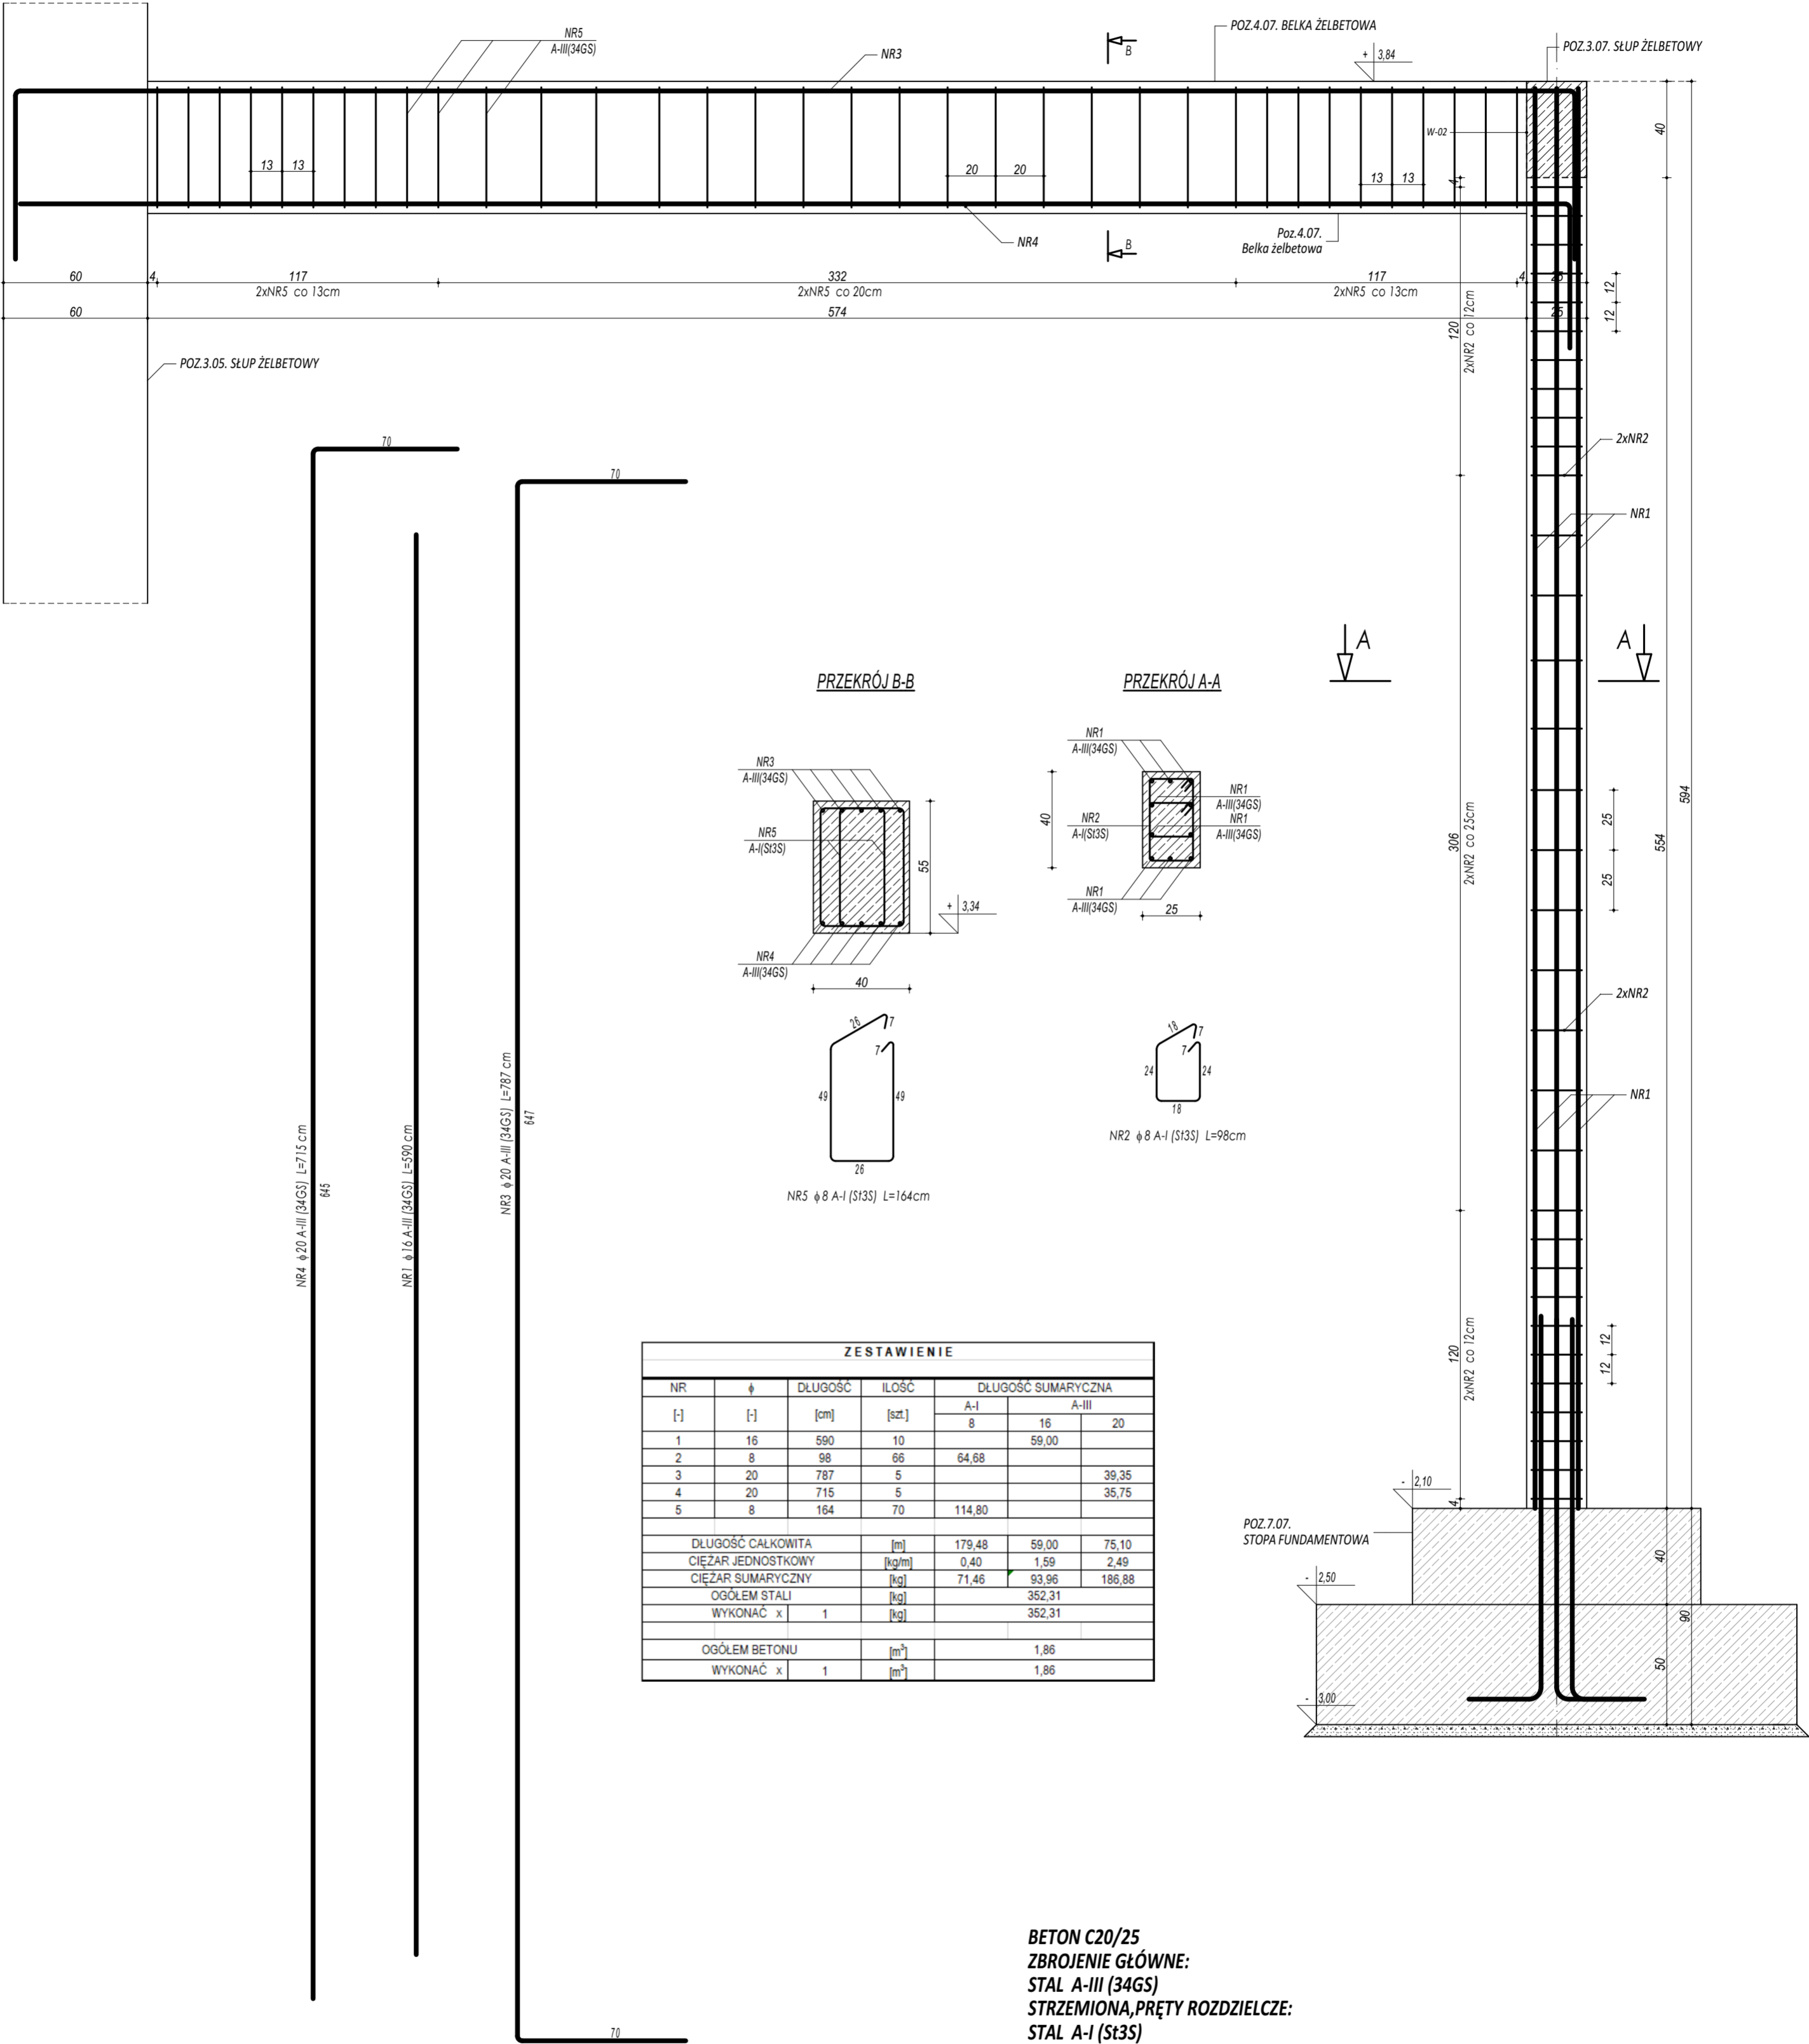 NR5
A-III(34GS)
NR3
B
POZ.4.07. BELKA ŻELBETOWA
+ 3,84
POZ.3.07. SŁUP ŻELBETOWY
W-02
40
13 13
20 20
13 13
4
NR4
B
Poz.4.07.
Belka żelbetowa
60 4 117 332 117 4 25
2xNR5 co 13cm 2xNR5 co 20cm 2xNR5 co 13cm
60 574 25
12
12
120
2xNR2 co 12cm
POZ.3.05. SŁUP ŻELBETOWY
70
70
2xNR2
NR1
A A
PRZEKRÓJ B-B
PRZEKRÓJ A-A
NR3
A-III(34GS)
NR5
A-I(St3S)
NR4
A-III(34GS)
55
40
+ 3,34
NR1
A-III(34GS)
NR1
A-III(34GS)
NR2
A-I(St3S)
NR1
A-III(34GS)
NR1
A-III(34GS)
40
25
306
2xNR2 co 25cm
25
25
554
594
2xNR2
NR1
26
7
7
49
49
26
NR5 ϕ8 A-I (St3S) L=164cm
18
7
7
24
24
18
NR2 ϕ8 A-I (St3S) L=98cm
NR4 ϕ20 A-III (34GS) L=715 cm
645
NR1 ϕ16 A-III (34GS) L=590 cm
NR3 ϕ20 A-III (34GS) L=787 cm
647
120
2xNR2 co 12cm
12
12
4
ZESTAWIENIE
NR ϕ DŁUGOŚĆ ILOŚĆ DŁUGOŚĆ SUMARYCZNA
[-] [-] [cm] [szt.] A-I A-III
8 16 20
1 16 590 10 59,00
2 8 98 66 64,68
3 20 787 5 39,35
4 20 715 5 35,75
5 8 164 70 114,80
DŁUGOŚĆ CAŁKOWITA [m] 179,48 59,00 75,10
CIĘŻAR JEDNOSTKOWY [kg/m] 0,40 1,59 2,49
CIĘŻAR SUMARYCZNY [kg] 71,46 93,96 186,88
OGÓŁEM STALI [kg] 352,31
WYKONAĆ x 1 [kg] 352,31
OGÓŁEM BETONU [m³] 1,86
WYKONAĆ x 1 [m³] 1,86
- 2,10
POZ.7.07.
STOPA FUNDAMENTOWA
- 2,50
- 3,00
40
90
50
70
BETON C20/25
ZBROJENIE GŁÓWNE:
STAL A-III (34GS)
STRZEMIONA,PRĘTY ROZDZIELCZE:
STAL A-I (St3S)